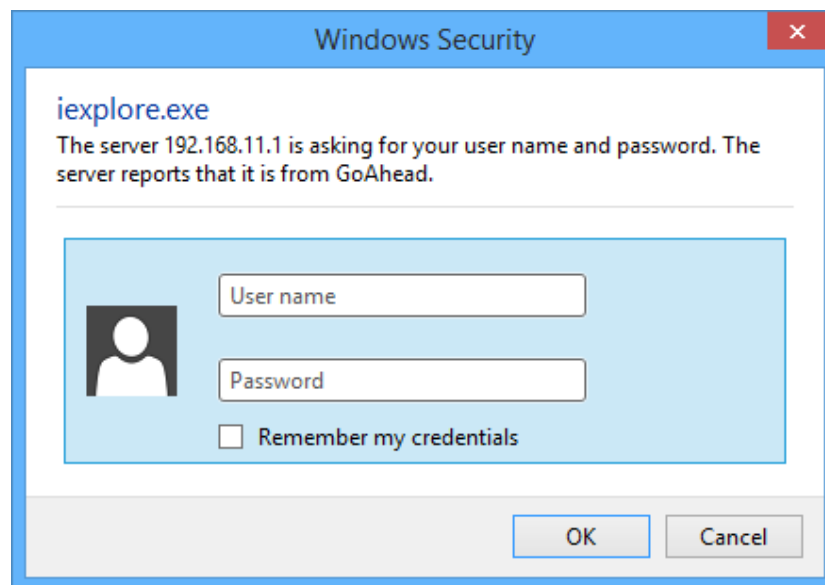 Windows Security
iexplore.exe
The server 192.168.11.1 is asking for your user name and password. The
server reports that it is from GoAhead.
User name
Password
Remember my credentials
OK
Cancel